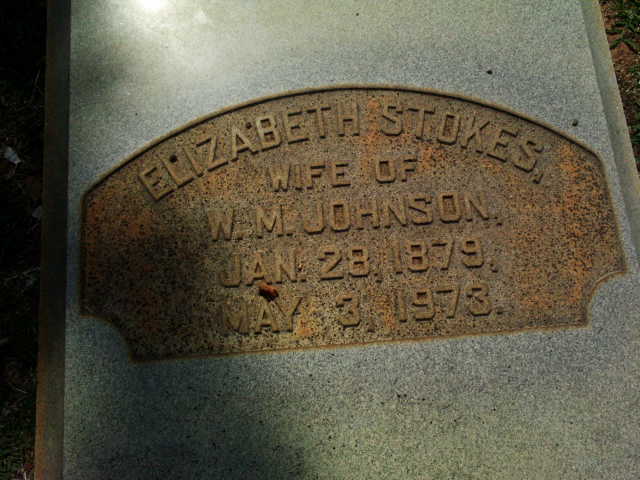 ELIZABETH STOKES,
WIFE OF
W. M. JOHNSON,
JAN. 28, 1879,
MAY 3, 1973.